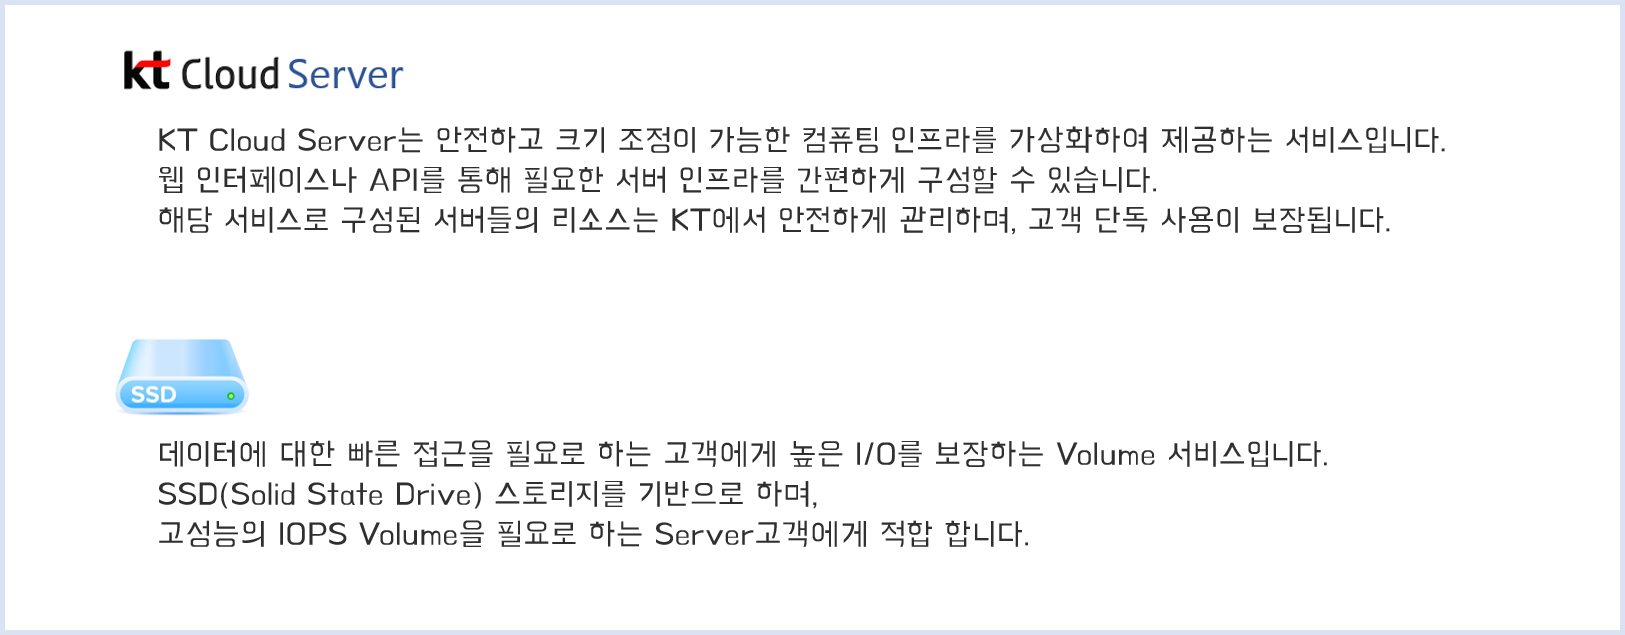 kt Cloud Server
KT Cloud Server는 안전하고 크기 조정이 가능한 컴퓨팅 인프라를 가상화하여 제공하는 서비스입니다.
웹 인터페이스나 API를 통해 필요한 서버 인프라를 간편하게 구성할 수 있습니다.
해당 서비스로 구성된 서버들의 리소스는 KT에서 안전하게 관리하며, 고객 단독 사용이 보장됩니다.
SSD
데이터에 대한 빠른 접근을 필요로 하는 고객에게 높은 I/O를 보장하는 Volume 서비스입니다.
SSD(Solid State Drive) 스토리지를 기반으로 하며,
고성능의 IOPS Volume을 필요로 하는 Server고객에게 적합 합니다.